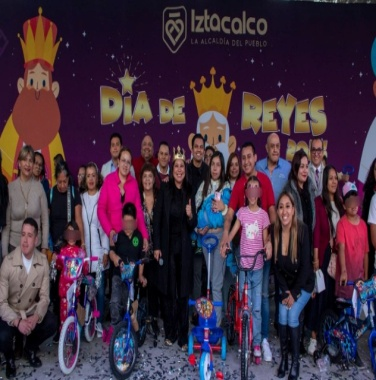 Iztacalco
LA ALCALDÍA DEL PUEBLO
DÍA DE REYES